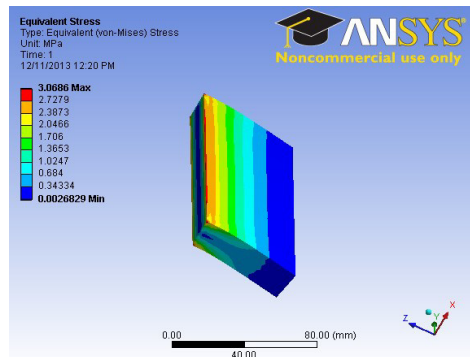 Equivalent Stress
Type: Equivalent (von-Mises) Stress
Unit: MPa
Time: 1
12/11/2013 12:20 PM
ANSYS
Noncommercial use only
3.0686 Max
2.7279
2.3873
2.0466
1.706
1.3653
1.0247
0.684
0.34334
0.0026829 Min
X
Y
Z
0.00
80.00 (mm)
40.00